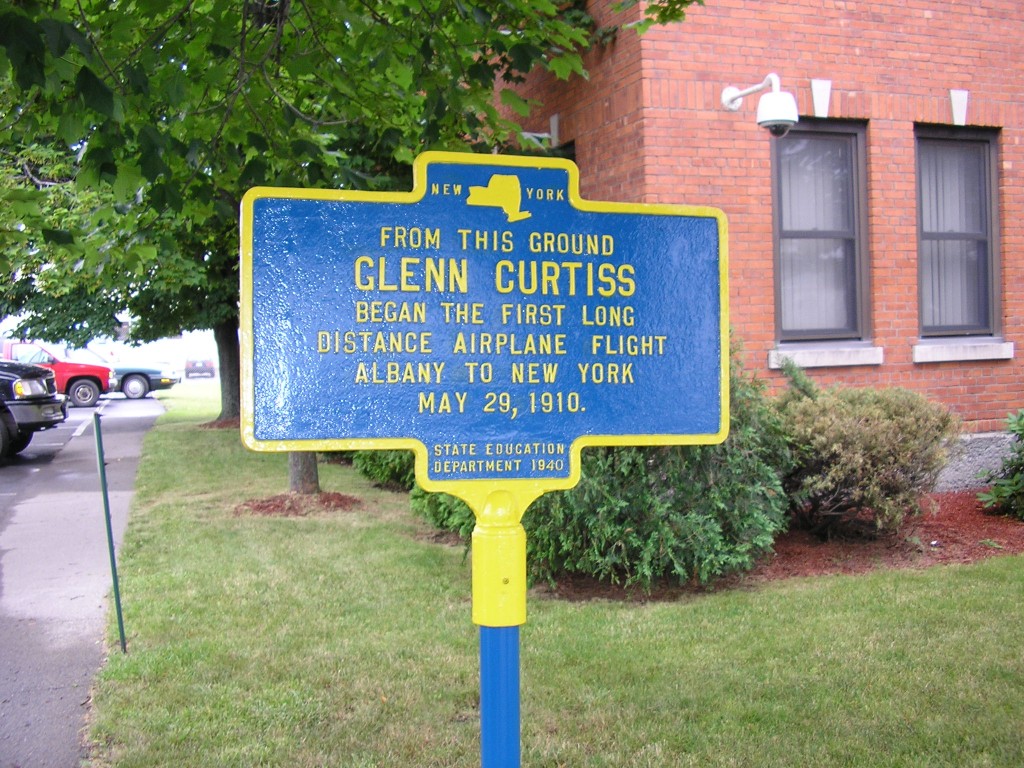 NEW YORK
FROM THIS GROUND
GLENN CURTISS
BEGAN THE FIRST LONG
DISTANCE AIRPLANE FLIGHT
ALBANY TO NEW YORK
MAY 29, 1910.
STATE EDUCATION
DEPARTMENT 1940